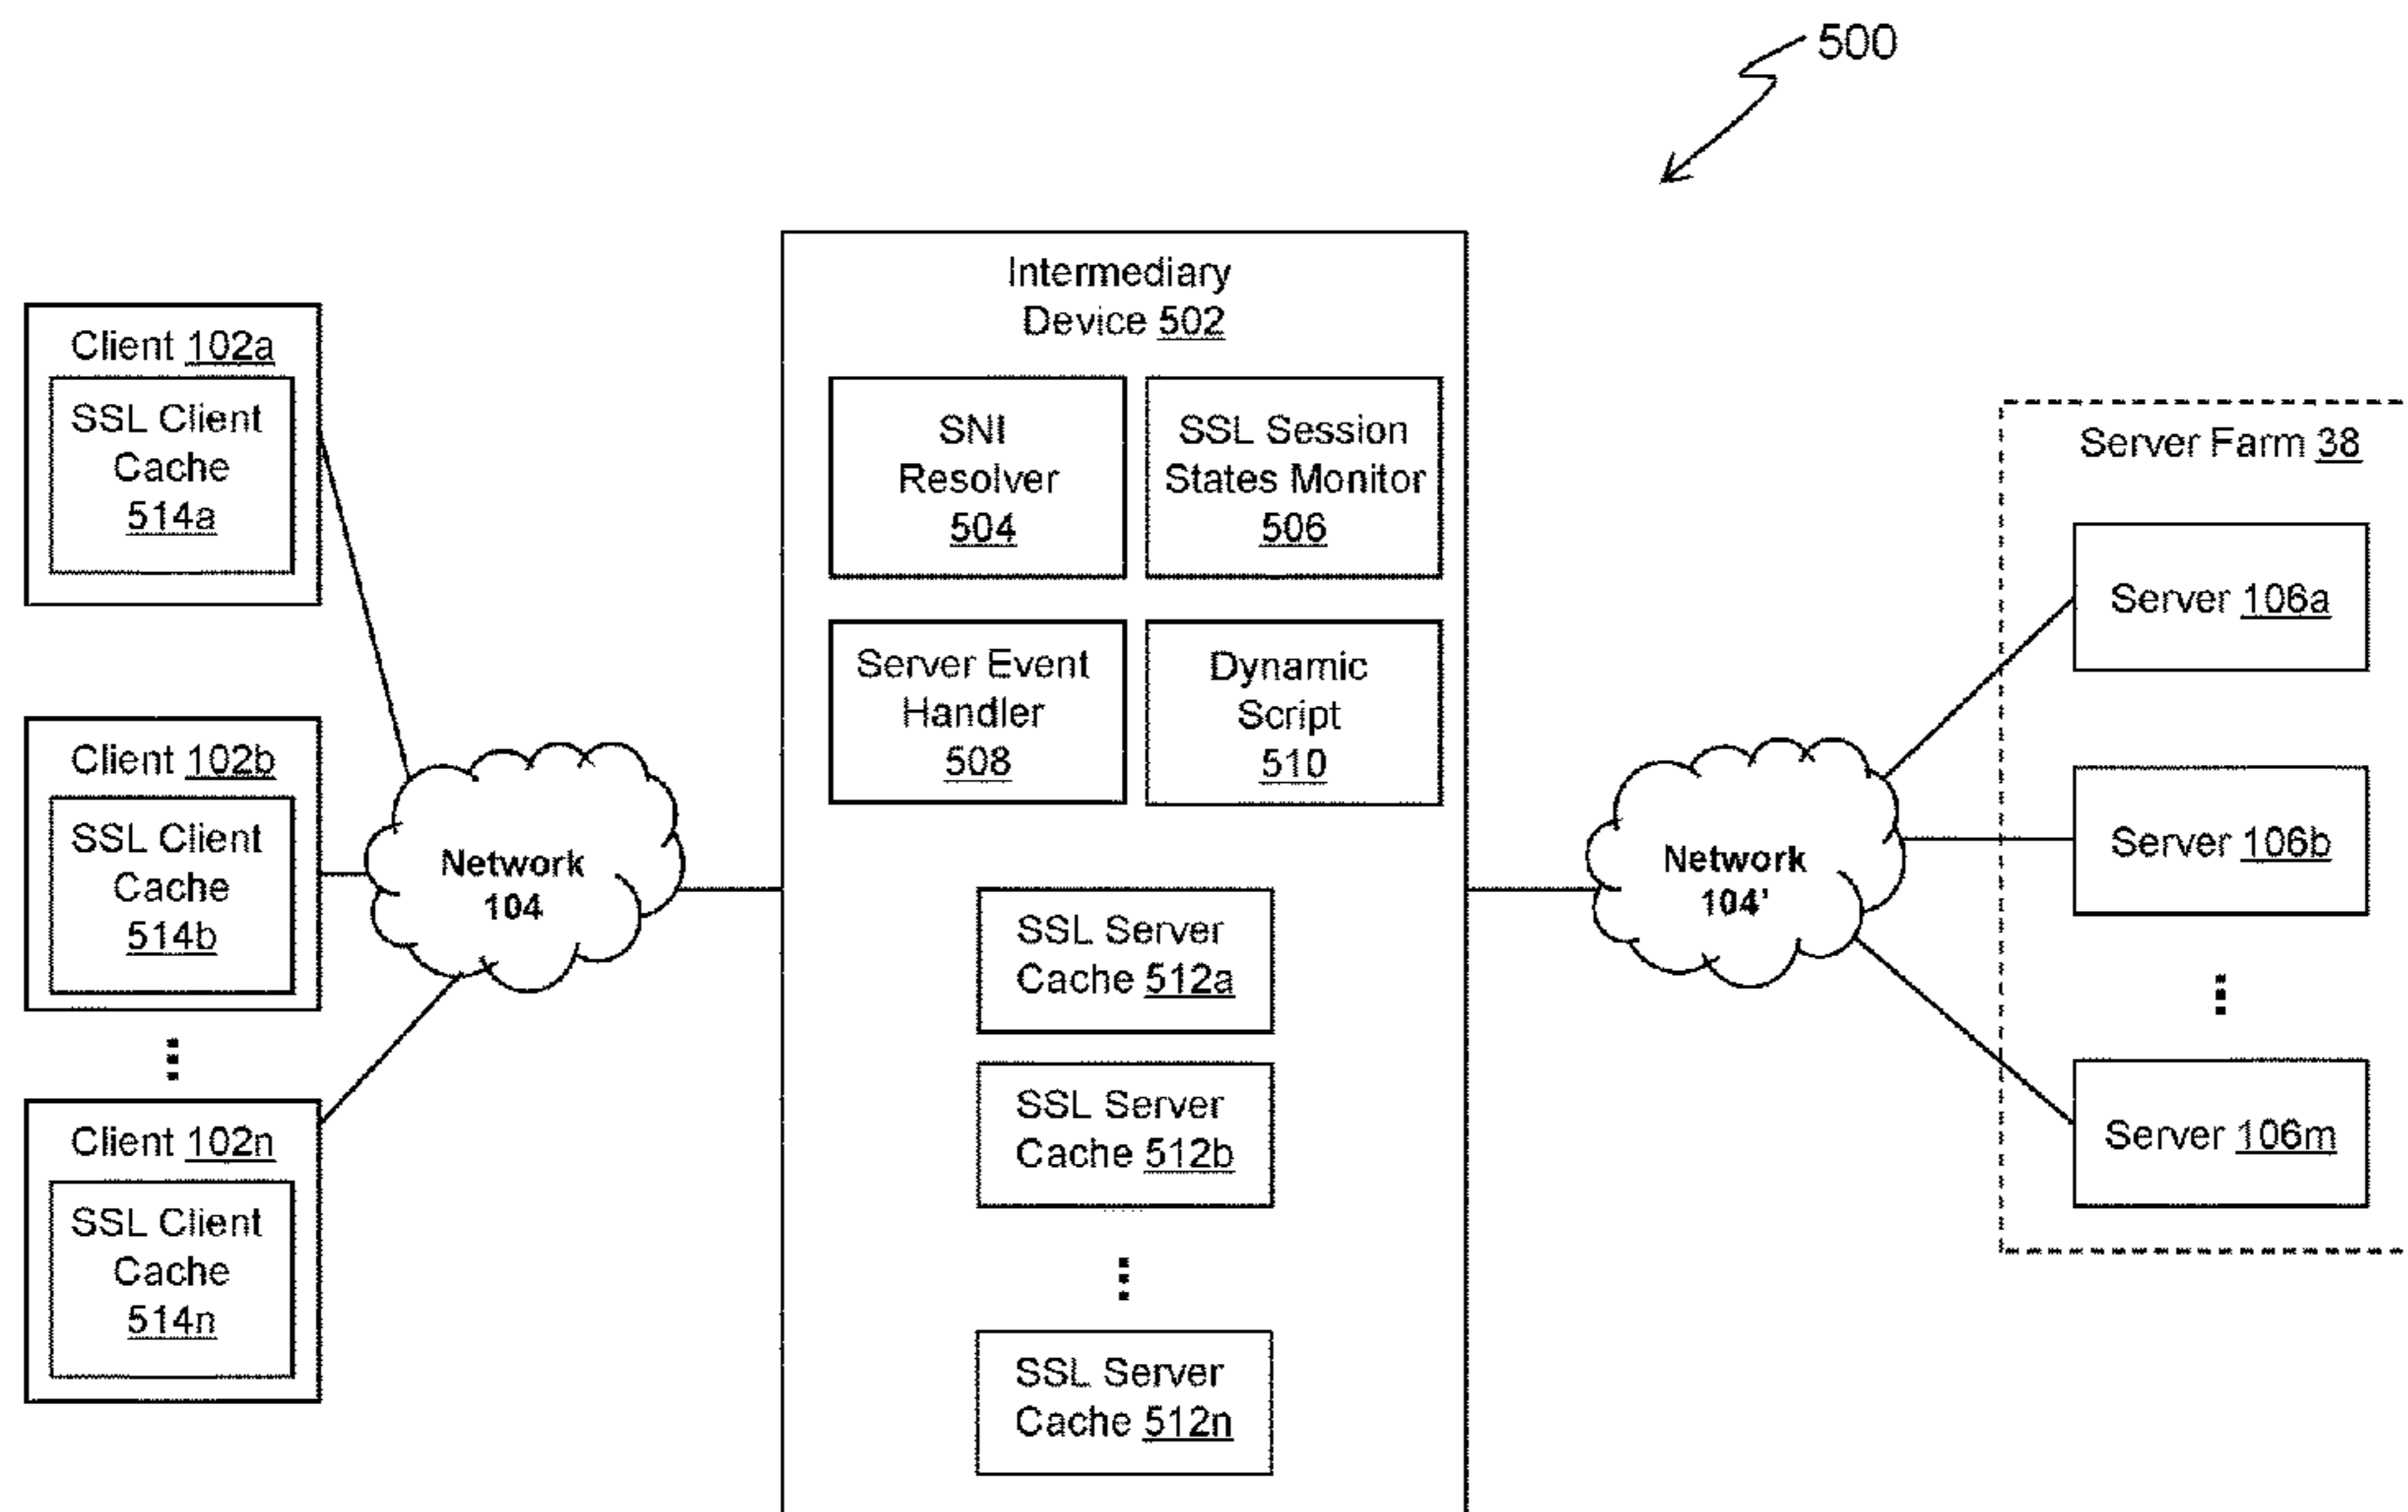 500
Client 102a
SSL Client
Cache
514a
Client 102b
SSL Client
Cache
514b
Client 102n
SSL Client
Cache
514n
Network
104
Intermediary
Device 502
SNI
Resolver
504
SSL Session
States Monitor
506
Server Event
Handler
508
Dynamic
Script
510
SSL Server
Cache 512a
SSL Server
Cache 512b
SSL Server
Cache 512n
Network
104'
Server Farm 38
Server 106a
Server 106b
Server 106m